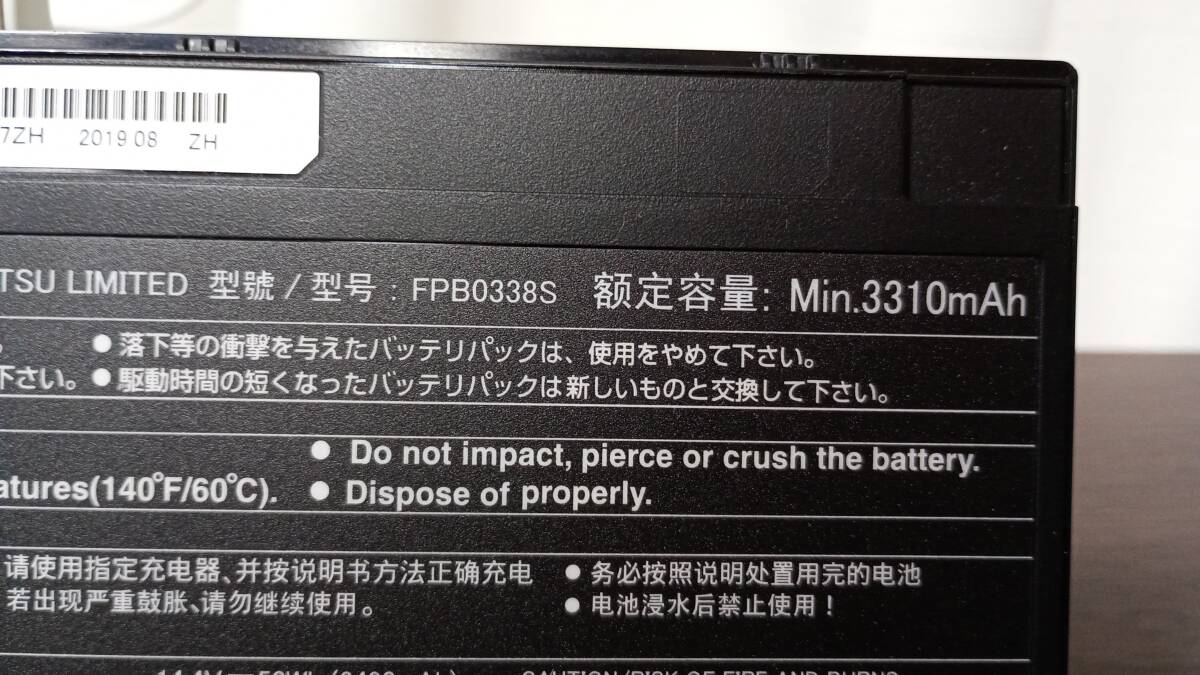 7ZH 2019 08 ZH
TSU LIMITED 型號 / 型号 : FPB0338S 额定容量: Min.3310mAh
●落下等の衝撃を与えたバッテリパックは、使用をやめて下さい。
下さい。●駆動時間の短くなったバッテリパックは新しいものと交換して下さい。
● Do not impact, pierce or crush the battery.
atures(140°F/60°C). ● Dispose of properly.
请使用指定充电器、并按说明书方法正确充电 ●务必按照说明处置用完的电池
若出现严重鼓胀、请勿继续使用。 ●电池浸水后禁止使用！
CAUTION/RISK OF FIRE AND BURNS